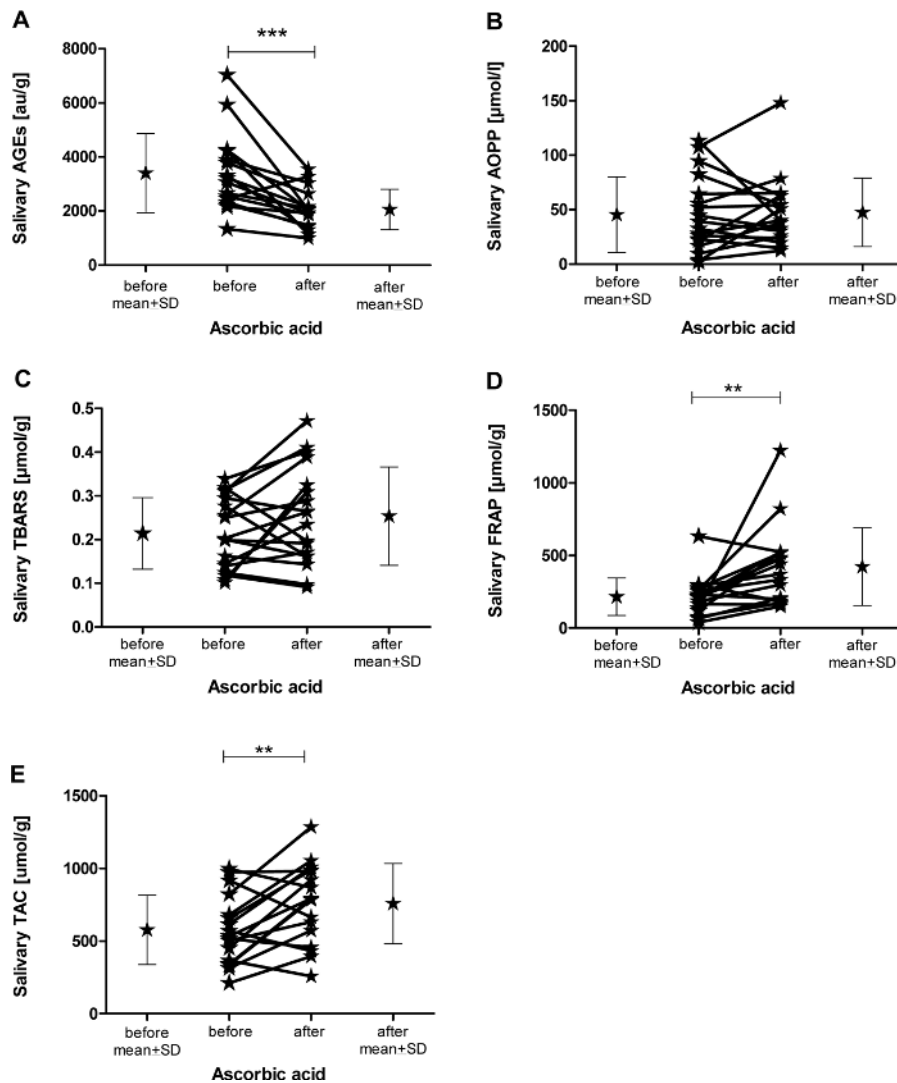 A
***
Salivary AGEs [au/g]
8000
6000
4000
2000
0
before
mean+SD
before
after
after
mean+SD
Ascorbic acid
B
Salivary AOPP [µmol/l]
200
150
100
50
0
before
mean+SD
before
after
after
mean+SD
Ascorbic acid
C
Salivary TBARS [µmol/g]
0.5
0.4
0.3
0.2
0.1
0.0
before
mean+SD
before
after
after
mean+SD
Ascorbic acid
D
**
Salivary FRAP [µmol/g]
1500
1000
500
0
before
mean+SD
before
after
after
mean+SD
Ascorbic acid
E
**
Salivary TAC [umol/g]
1500
1000
500
0
before
mean+SD
before
after
after
mean+SD
Ascorbic acid